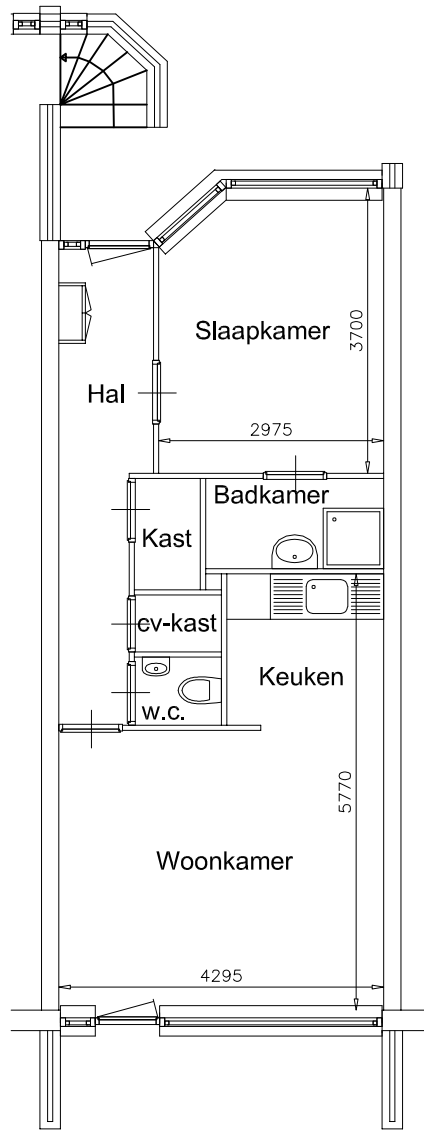 Slaapkamer
3700
Hal
2975
Badkamer
Kast
cv-kast
Keuken
w.c.
5770
Woonkamer
4295